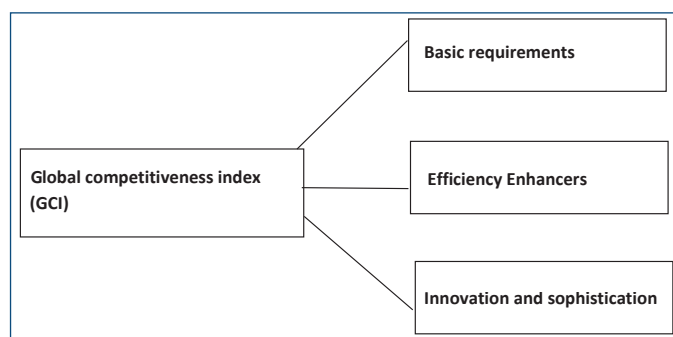 Basic requirements
Global competitiveness index
(GCI)
Efficiency Enhancers
Innovation and sophistication